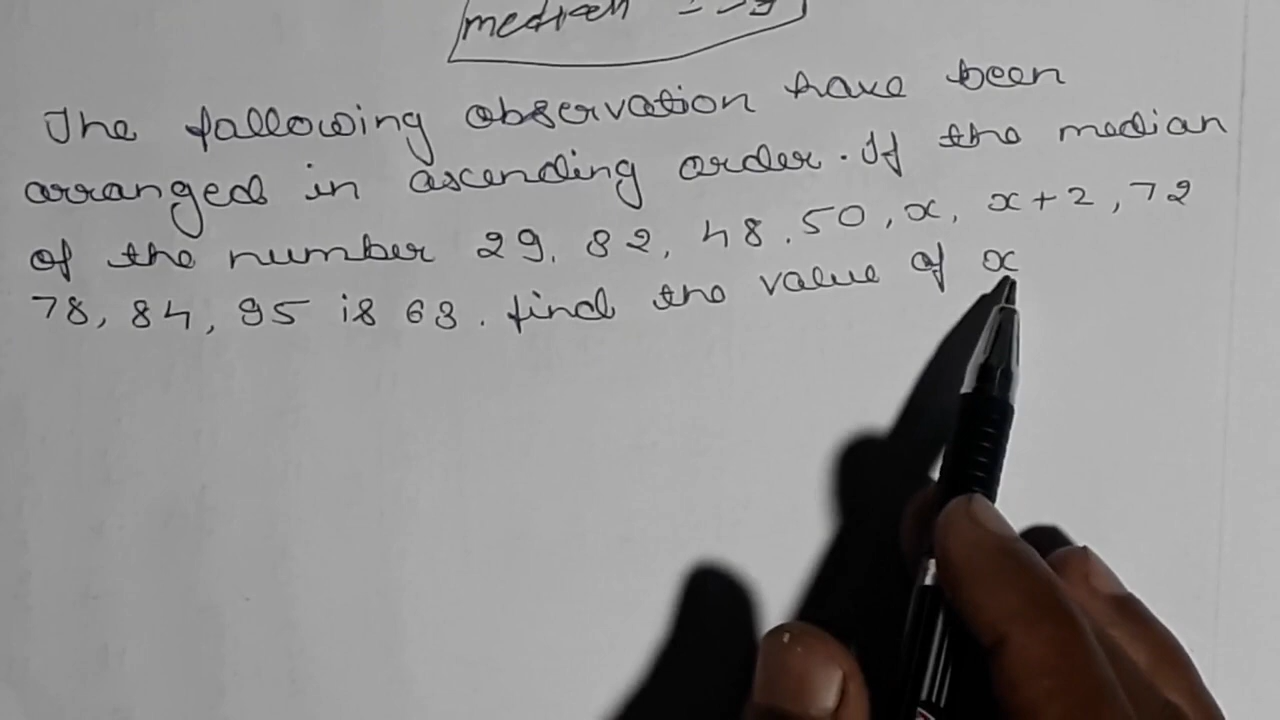 median =
The following observation have been
arranged in ascending order. If the median
of the number 29, 32, 48, 50, x, x+2, 72
78, 84, 95 is 63. find the value of x